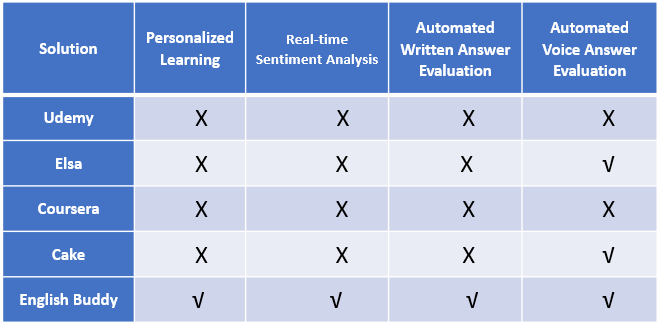 Solution Personalized Learning Real-time Sentiment Analysis Automated Written Answer Evaluation Automated Voice Answer Evaluation
Udemy X X X X
Elsa X X X √
Coursera X X X X
Cake X X X √
English Buddy √ √ √ √